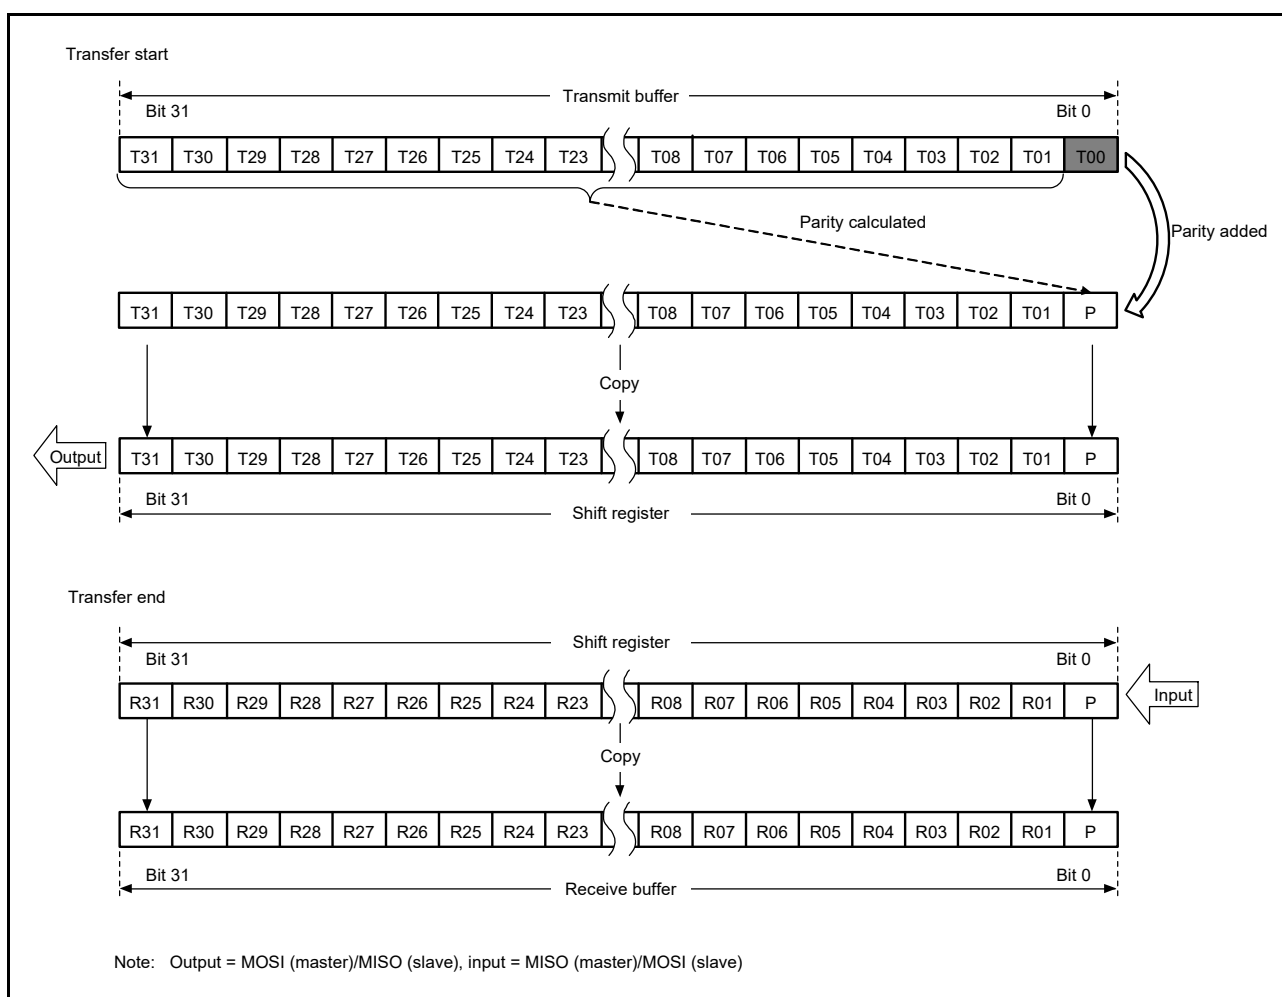 Transfer start
Transmit buffer
Bit 31 Bit 0
T31 T30 T29 T28 T27 T26 T25 T24 T23 T08 T07 T06 T05 T04 T03 T02 T01 T00
Parity calculated
Parity added
T31 T30 T29 T28 T27 T26 T25 T24 T23 T08 T07 T06 T05 T04 T03 T02 T01 P
Copy
Output
T31 T30 T29 T28 T27 T26 T25 T24 T23 T08 T07 T06 T05 T04 T03 T02 T01 P
Bit 31 Bit 0
Shift register
Transfer end
Shift register
Bit 31 Bit 0
R31 R30 R29 R28 R27 R26 R25 R24 R23 R08 R07 R06 R05 R04 R03 R02 R01 P
Input
Copy
R31 R30 R29 R28 R27 R26 R25 R24 R23 R08 R07 R06 R05 R04 R03 R02 R01 P
Bit 31 Bit 0
Receive buffer
Note: Output = MOSI (master)/MISO (slave), input = MISO (master)/MOSI (slave)